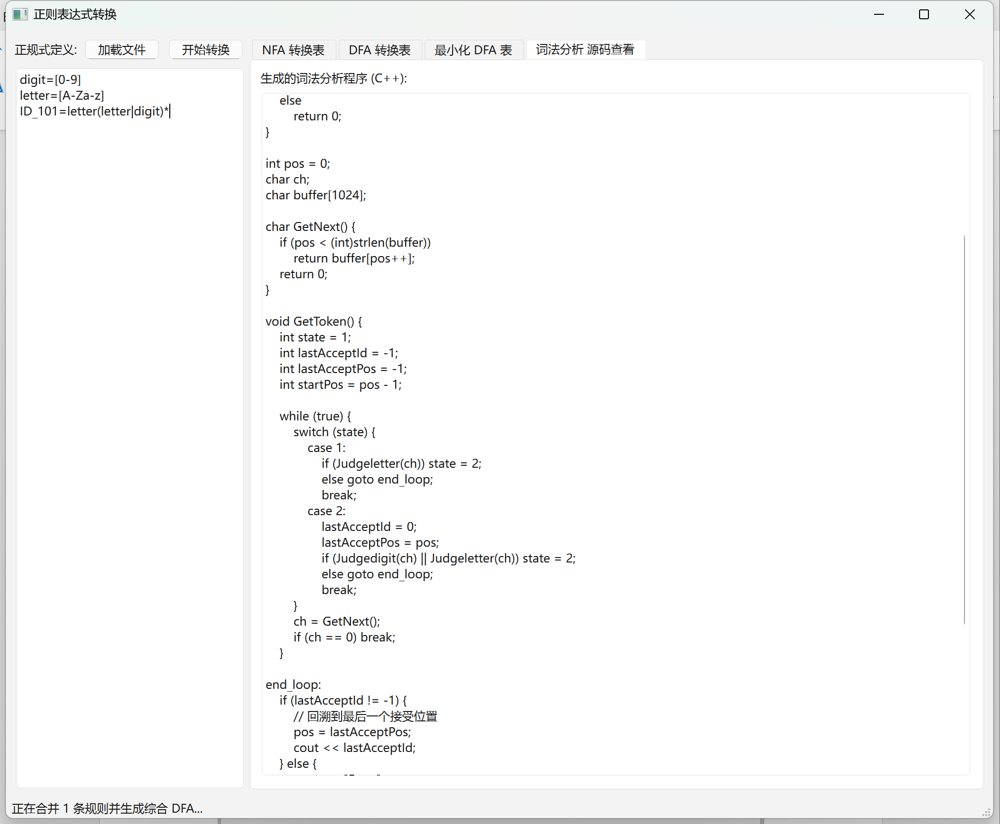 正则表达式转换
正规式定义: 加载文件 开始转换
digit=[0-9]
letter=[A-Za-z]
ID_101=letter(letter|digit)*
NFA 转换表 DFA 转换表 最小化 DFA 表 词法分析 源码查看
生成的词法分析程序 (C++):
else
return 0;
}
int pos = 0;
char ch;
char buffer[1024];
char GetNext() {
if (pos < (int)strlen(buffer))
return buffer[pos++];
return 0;
}
void GetToken() {
int state = 1;
int lastAcceptId = -1;
int lastAcceptPos = -1;
int startPos = pos - 1;
while (true) {
switch (state) {
case 1:
if (Judgeletter(ch)) state = 2;
else goto end_loop;
break;
case 2:
lastAcceptId = 0;
lastAcceptPos = pos;
if (Judgedigit(ch) || Judgeletter(ch)) state = 2;
else goto end_loop;
break;
}
ch = GetNext();
if (ch == 0) break;
}
end_loop:
if (lastAcceptId != -1) {
// 回溯到最后一个接受位置
pos = lastAcceptPos;
cout << lastAcceptId;
} else {
正在合并 1 条规则并生成综合 DFA...